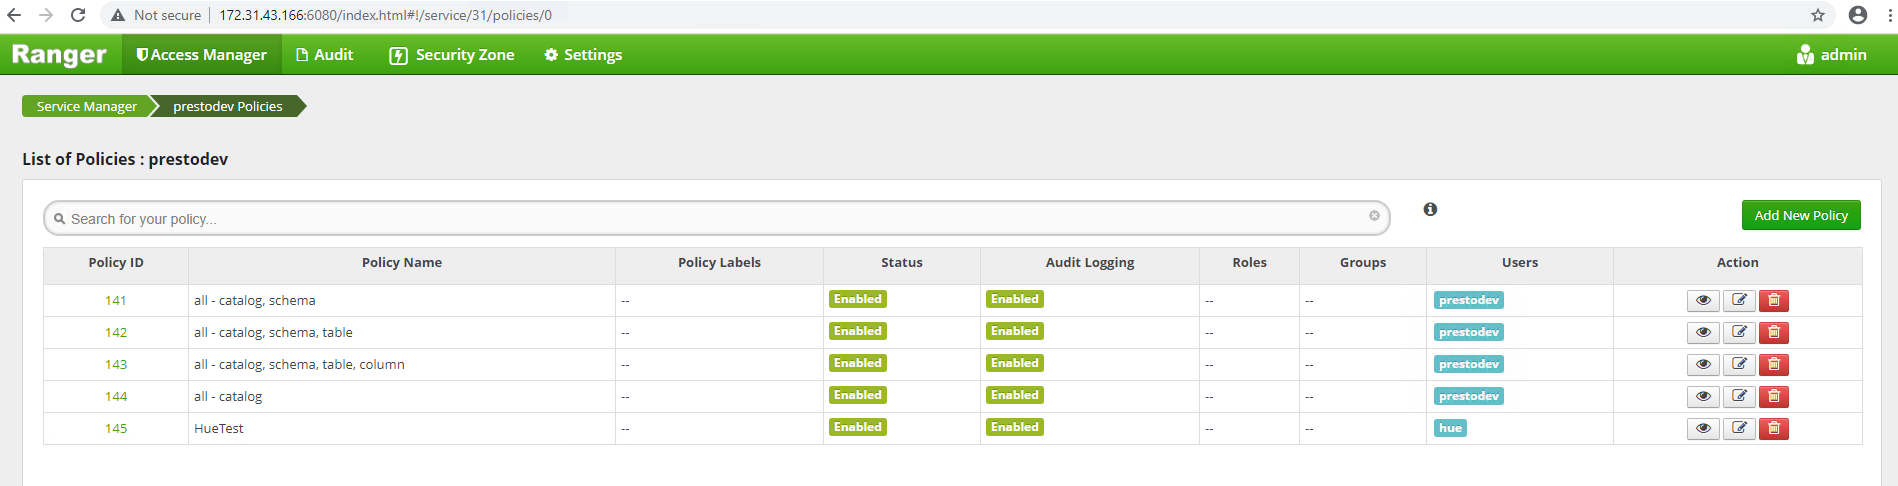 Not secure | 172.31.43.166:6080/index.html#!/service/31/policies/0
Ranger Access Manager Audit Security Zone Settings admin
Service Manager prestodev Policies
List of Policies : prestodev
Search for your policy... Add New Policy
Policy ID Policy Name Policy Labels Status Audit Logging Roles Groups Users Action
141 all - catalog, schema -- Enabled Enabled -- -- prestodev
142 all - catalog, schema, table -- Enabled Enabled -- -- prestodev
143 all - catalog, schema, table, column -- Enabled Enabled -- -- prestodev
144 all - catalog -- Enabled Enabled -- -- prestodev
145 HueTest -- Enabled Enabled -- -- hue